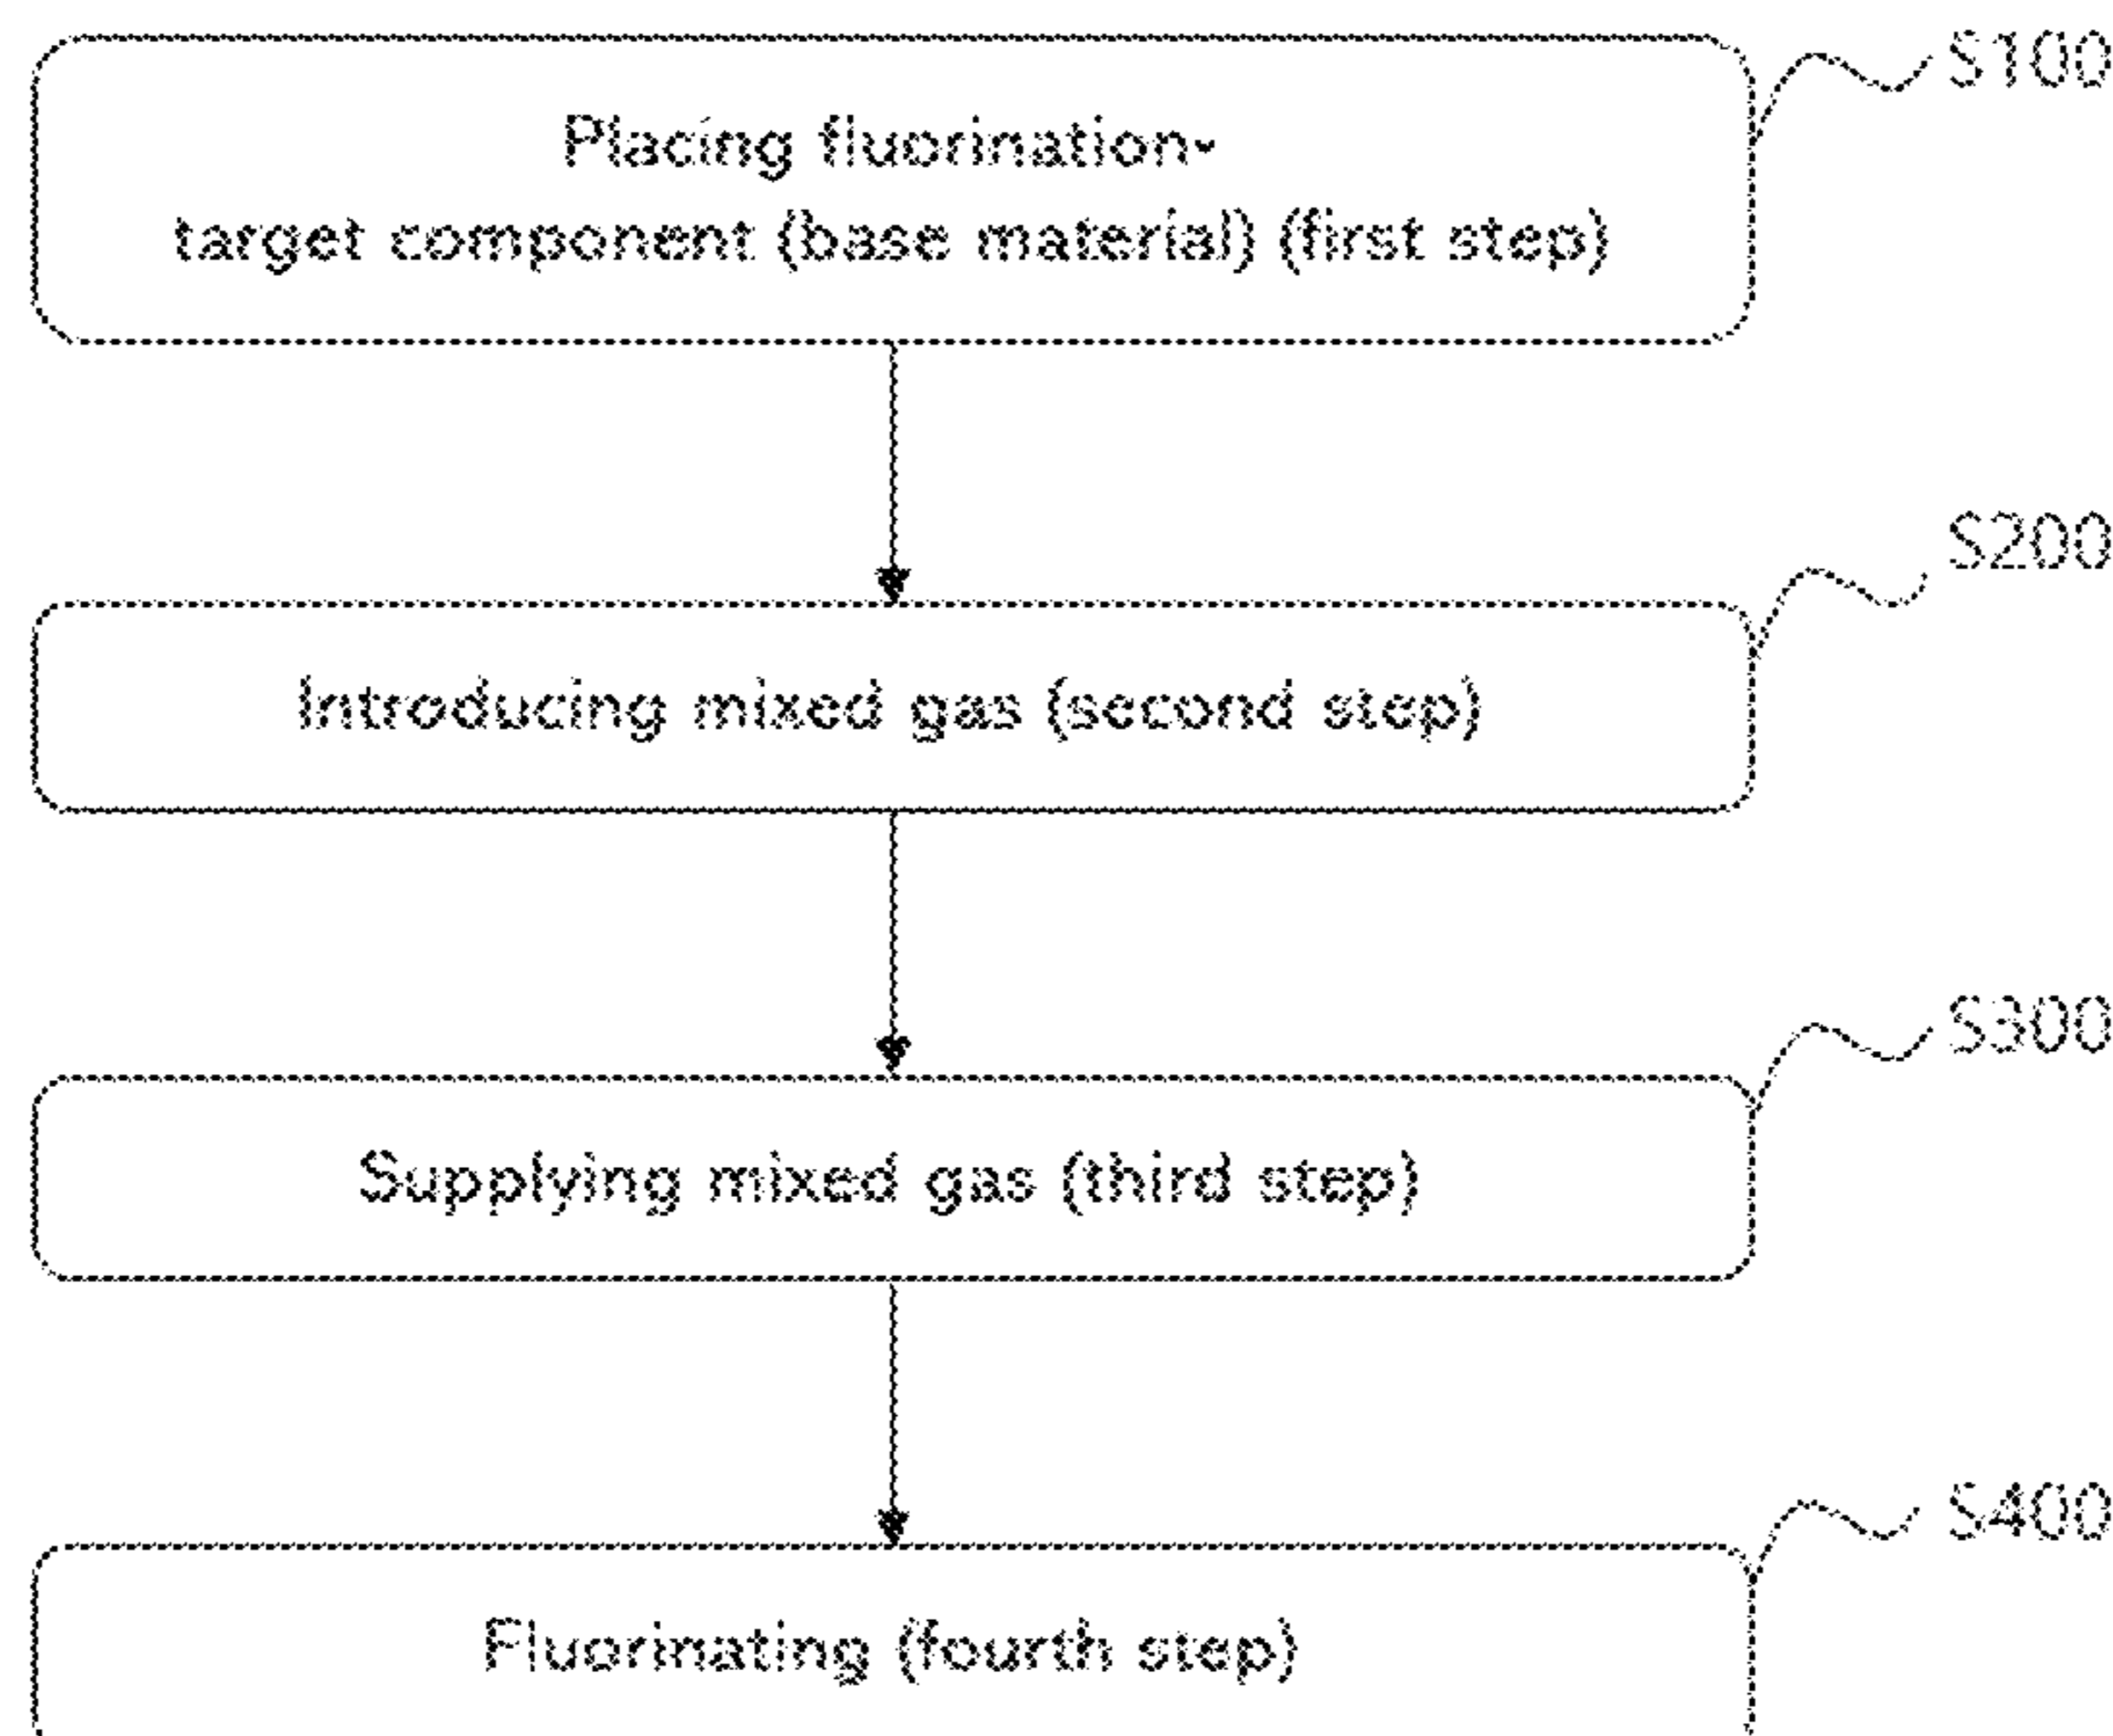 S100
Placing fluorination-
target component (base material) (first step)
S200
Introducing mixed gas (second step)
S300
Supplying mixed gas (third step)
S400
Fluorinating (fourth step)